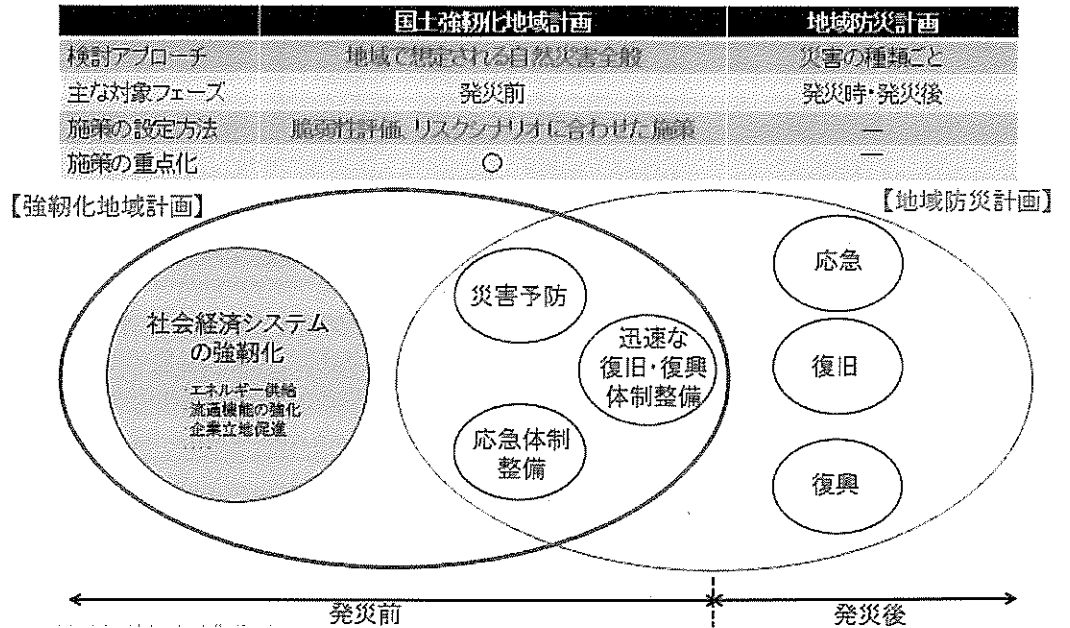 国土強靱化地域計画 地域防災計画
検討アプローチ 地域で想定される自然災害全般 災害の種類ごと
主な対象フェーズ 発災前 発災時・発災後
施策の設定方法 脆弱性評価、リスクシナリオに合わせた施策 ―
施策の重点化 ○ ―
【強靱化地域計画】
【地域防災計画】
社会経済システム
の強靱化
・エネルギー供給
・流通機能の強化
・企業立地促進
・・・・
災害予防
迅速な
復旧・復興
体制整備
応急体制
整備
応急
復旧
復興
発災前
発災後